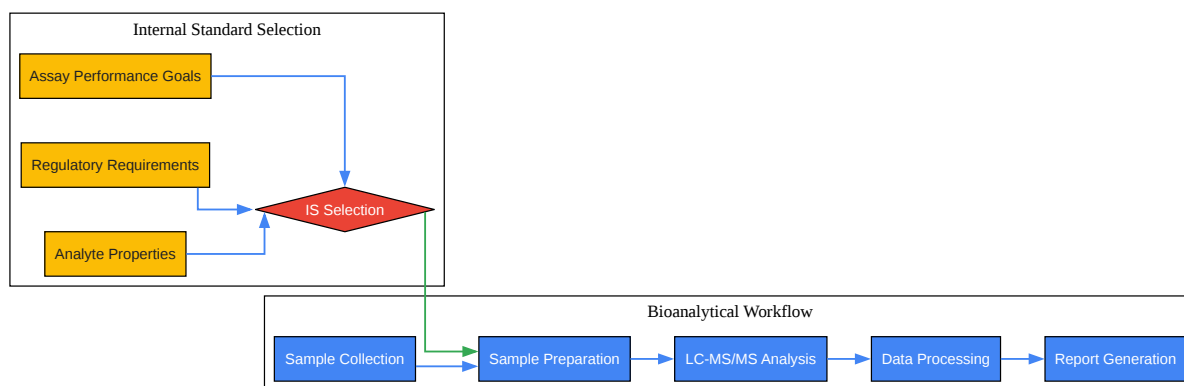 Internal Standard Selection
Assay Performance Goals
Regulatory Requirements
IS Selection
Analyte Properties
Bioanalytical Workflow
Sample Collection
Sample Preparation
LC-MS/MS Analysis
Data Processing
Report Generation